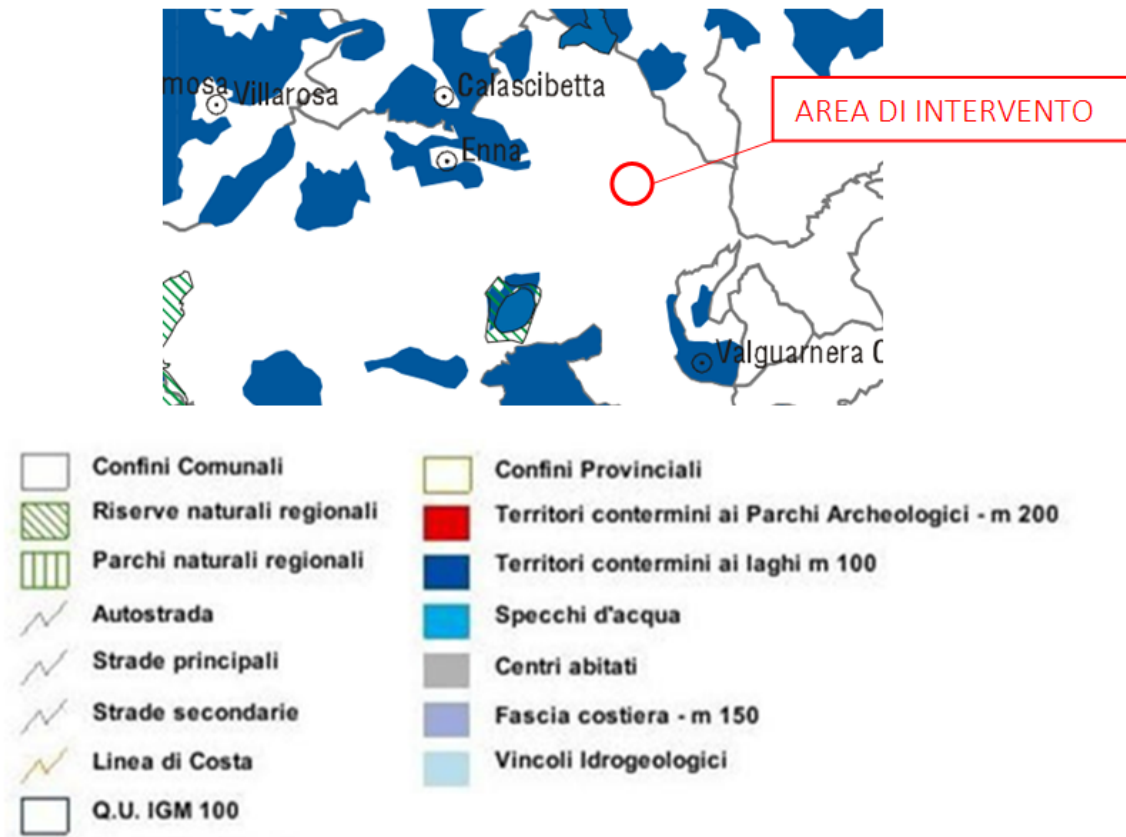 mosa
Villarosa
Calascibetta
AREA DI INTERVENTO
Enna
Valguarnera C
Confini Comunali
Riserve naturali regionali
Parchi naturali regionali
Autostrada
Strade principali
Strade secondarie
Linea di Costa
Q.U. IGM 100
Confini Provinciali
Territori contermini ai Parchi Archeologici - m 200
Territori contermini ai laghi m 100
Specchi d'acqua
Centri abitati
Fascia costiera - m 150
Vincoli Idrogeologici